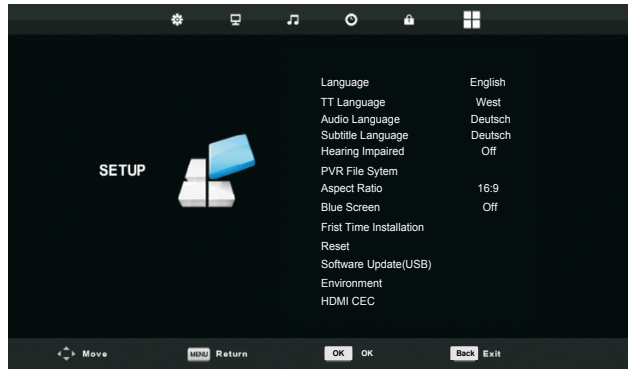 Language English
TT Language West
Audio Language Deutsch
Subtitle Language Deutsch
Hearing Impaired Off
SETUP
PVR File Sytem
Aspect Ratio 16:9
Blue Screen Off
Frist Time Installation
Reset
Software Update(USB)
Environment
HDMI CEC
Move MENU Return OK OK Back Exit